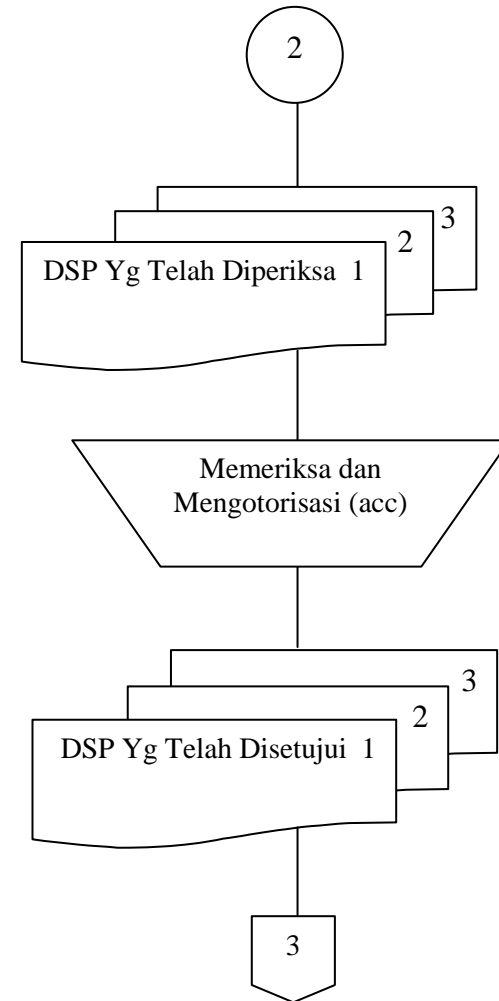 2
3
2
DSP Yg Telah Diperiksa 1
Memeriksa dan
Mengotorisasi (acc)
3
2
DSP Yg Telah Disetujui 1
3